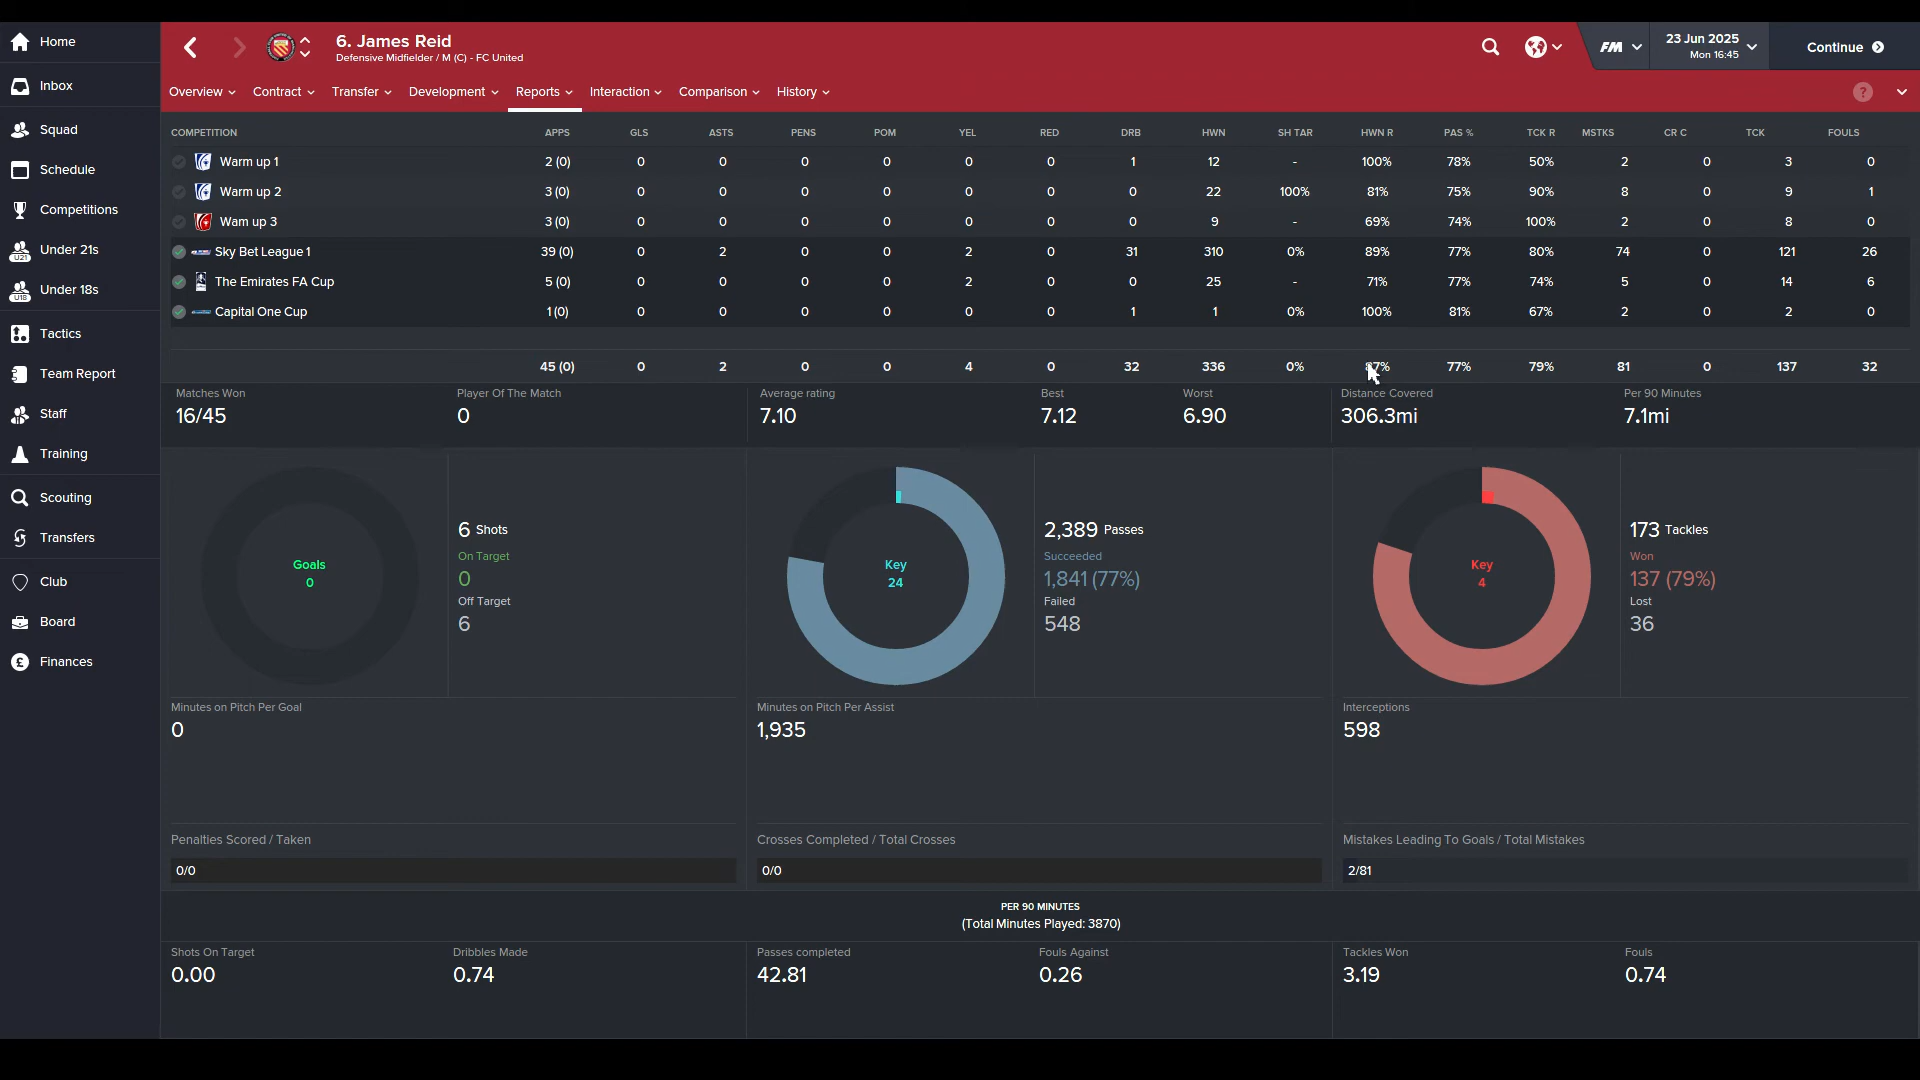 Home
Inbox
Squad
Schedule
Competitions
Under 21s
Under 18s
Tactics
Team Report
Staff
Training
Scouting
Transfers
Club
Board
Finances
U21
U18
6. James Reid
Defensive Midfielder / M (C) - FC United
FM
23 Jun 2025
Mon 16:45
Continue
Overview Contract Transfer Development Reports Interaction Comparison History ?
COMPETITION APPS GLS ASTS PENS POM YEL RED DRB HWN SH TAR HWN R PAS % TCK R MSTKS CR C TCK FOULS
Warm up 1 2 (0) 0 0 0 0 0 0 1 12 - 100% 78% 50% 2 0 3 0
Warm up 2 3 (0) 0 0 0 0 0 0 0 22 100% 81% 75% 90% 8 0 9 1
Wam up 3 3 (0) 0 0 0 0 0 0 0 9 - 69% 74% 100% 2 0 8 0
Sky Bet League 1 39 (0) 0 2 0 0 2 0 31 310 0% 89% 77% 80% 74 0 121 26
The Emirates FA Cup 5 (0) 0 0 0 0 2 0 0 25 - 71% 77% 74% 5 0 14 6
Capital One Cup 1 (0) 0 0 0 0 0 0 1 1 0% 100% 81% 67% 2 0 2 0
45 (0) 0 2 0 0 4 0 32 336 0% 77% 79% 81 0 137 32
Matches Won Player Of The Match Average rating Best Worst Distance Covered Per 90 Minutes
16/45 0 7.10 7.12 6.90 306.3mi 7.1mi
Goals
0
6 Shots
On Target
0
Off Target
6
Key
24
2,389 Passes
Succeeded
1,841 (77%)
Failed
548
Key
4
173 Tackles
Won
137 (79%)
Lost
36
Minutes on Pitch Per Goal Minutes on Pitch Per Assist Interceptions
0 1,935 598
Penalties Scored / Taken Crosses Completed / Total Crosses Mistakes Leading To Goals / Total Mistakes
0/0 0/0 2/81
PER 90 MINUTES
(Total Minutes Played: 3870)
Shots On Target Dribbles Made Passes completed Fouls Against Tackles Won Fouls
0.00 0.74 42.81 0.26 3.19 0.74